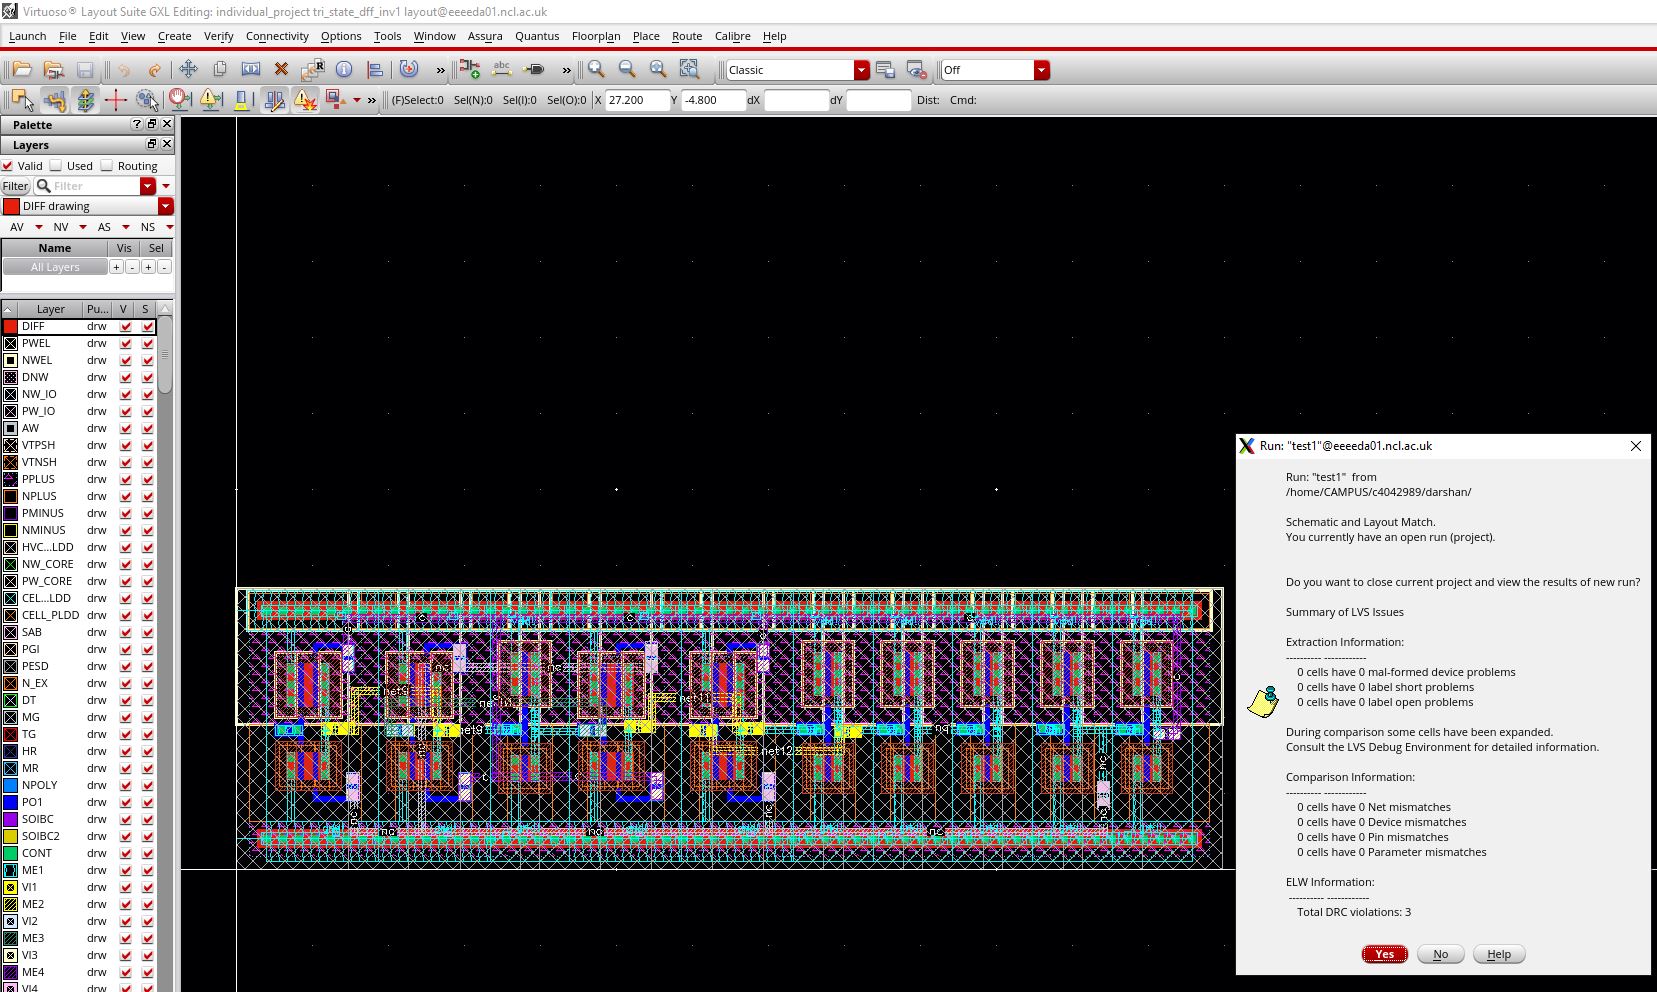 Virtuoso® Layout Suite GXL Editing: individual_project tri_state_dff_inv1 layout@eeeeda01.ncl.ac.uk
Launch File Edit View Create Verify Connectivity Options Tools Window Assura Quantus Floorplan Place Route Calibre Help
abc » » Classic Off
» (F)Select:0 Sel(N):0 Sel(I):0 Sel(O):0 X 27.200 Y -4.800 dX dY Dist: Cmd:
Palette
Layers
Valid Used Routing
Filter Filter
DIFF drawing
AV NV AS NS
Name Vis Sel
All Layers + - + -
Layer Pu... V S
DIFF drw
PWEL drw
NWEL drw
DNW drw
NW_IO drw
PW_IO drw
AW drw
VTPSH drw
VTNSH drw
PPLUS drw
NPLUS drw
PMINUS drw
NMINUS drw
HVC...LDD drw
NW_CORE drw
PW_CORE drw
CEL...LDD drw
CELL_PLDD drw
SAB drw
PGI drw
PESD drw
N_EX drw
DT drw
MG drw
TG drw
HR drw
MR drw
NPOLY drw
PO1 drw
SOIBC drw
SOIBC2 drw
CONT drw
ME1 drw
VI1 drw
ME2 drw
VI2 drw
ME3 drw
VI3 drw
ME4 drw
VI4 drw
net9
net11
net9
net12
Run: "test1"@eeeeda01.ncl.ac.uk
Run: "test1" from
/home/CAMPUS/c4042989/darshan/
Schematic and Layout Match.
You currently have an open run (project).
Do you want to close current project and view the results of new run?
Summary of LVS Issues
Extraction Information:
---------- ------------
0 cells have 0 mal-formed device problems
0 cells have 0 label short problems
0 cells have 0 label open problems
During comparison some cells have been expanded.
Consult the LVS Debug Environment for detailed information.
Comparison Information:
---------- ------------
0 cells have 0 Net mismatches
0 cells have 0 Device mismatches
0 cells have 0 Pin mismatches
0 cells have 0 Parameter mismatches
ELW Information:
---------- ------------
Total DRC violations: 3
Yes No Help